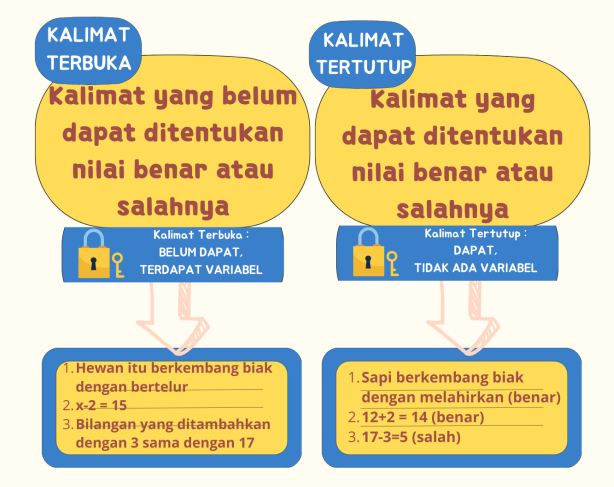 KALIMAT
TERBUKA
Kalimat yang belum
dapat ditentukan
nilai benar atau
salahnya
Kalimat Terbuka :
BELUM DAPAT,
TERDAPAT VARIABEL
1. Hewan itu berkembang biak
dengan bertelur
2. x-2 = 15
3. Bilangan yang ditambahkan
dengan 3 sama dengan 17
KALIMAT
TERTUTUP
Kalimat yang
dapat ditentukan
nilai benar atau
salahnya
Kalimat Tertutup :
DAPAT,
TIDAK ADA VARIABEL
1. Sapi berkembang biak
dengan melahirkan (benar)
2. 12+2 = 14 (benar)
3. 17-3=5 (salah)